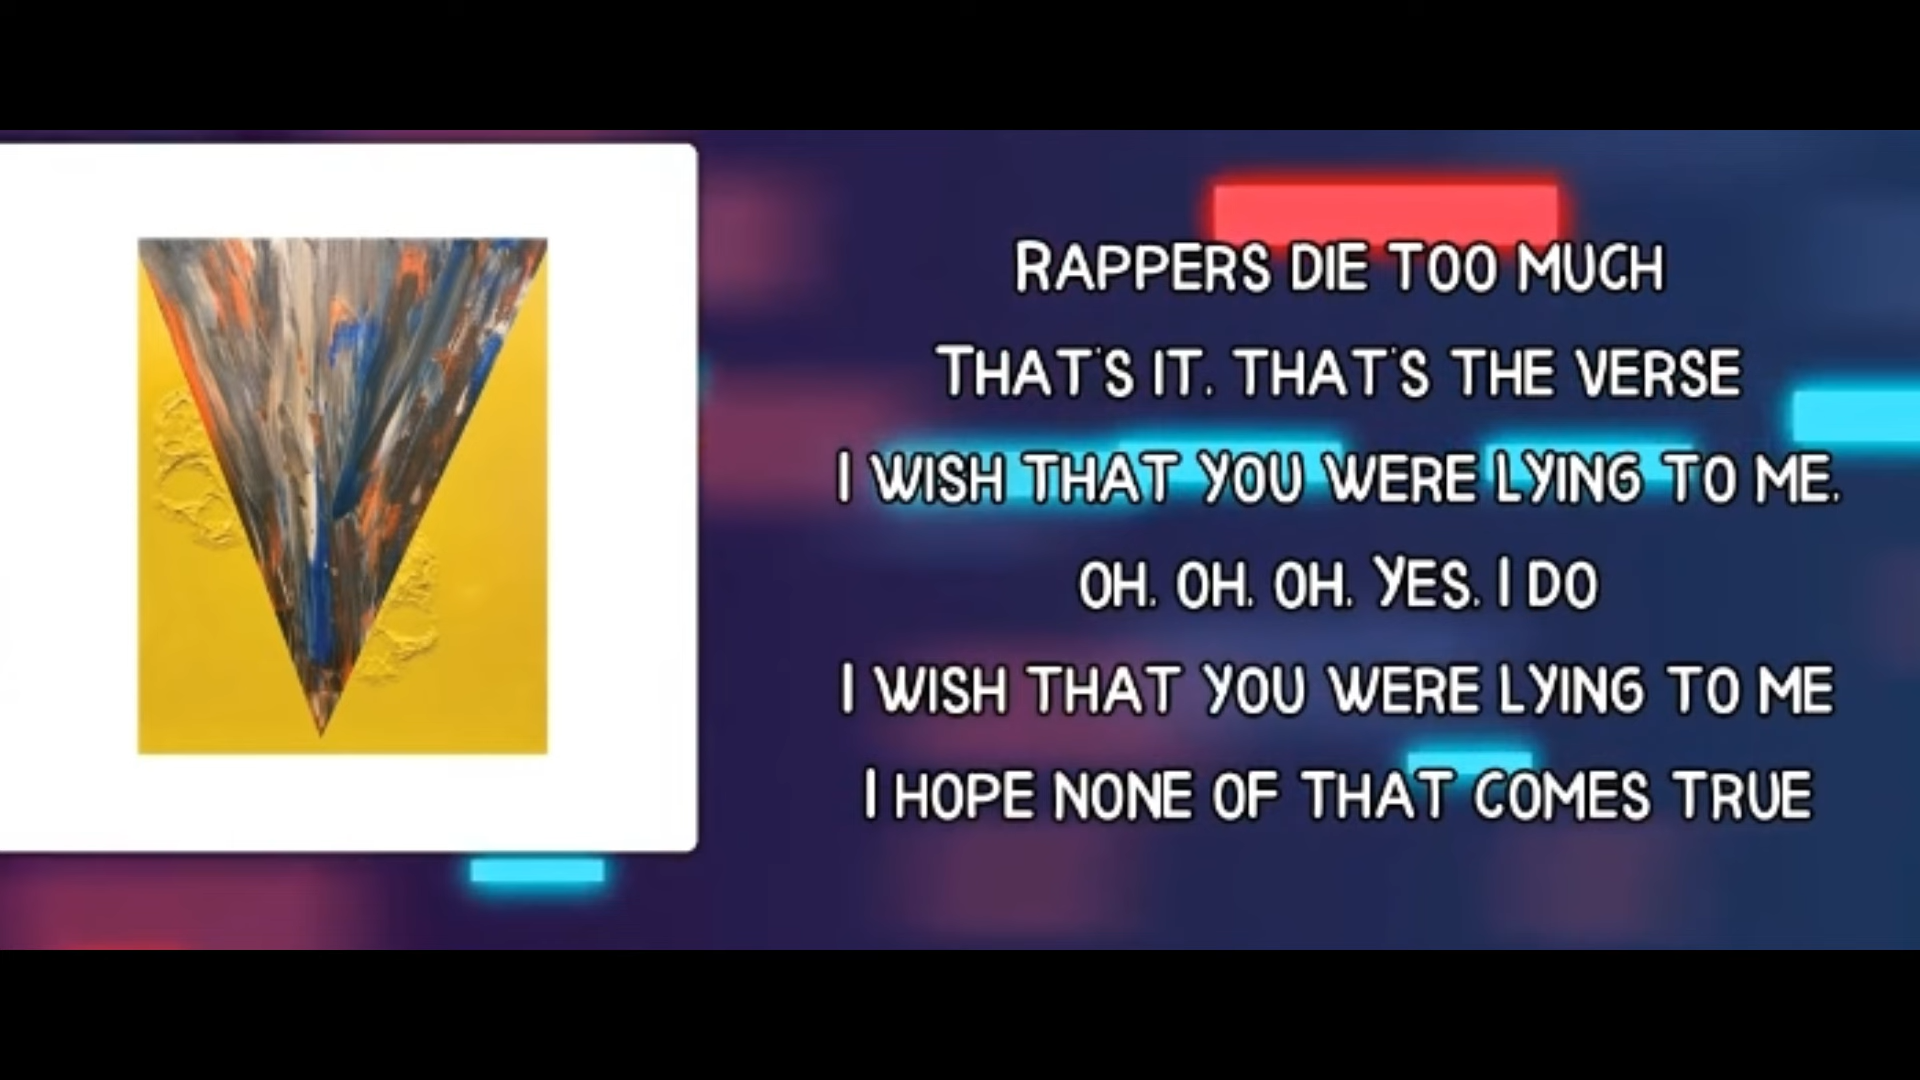 RAPPERS DIE TOO MUCH
THAT'S IT, THAT'S THE VERSE
I WISH THAT YOU WERE LYING TO ME,
OH, OH, OH, YES, I DO
I WISH THAT YOU WERE LYING TO ME
I HOPE NONE OF THAT COMES TRUE